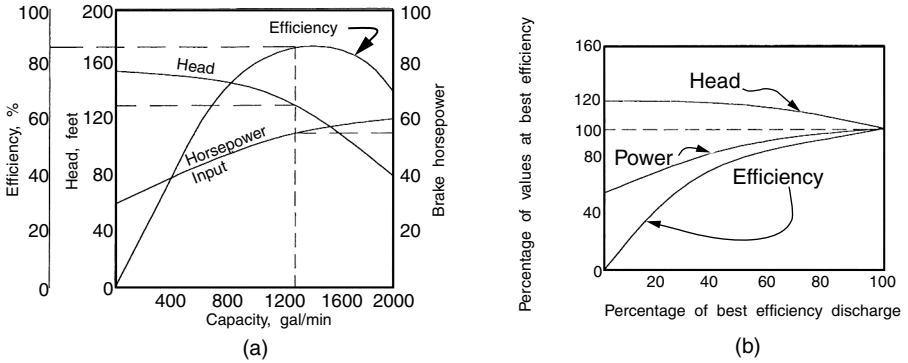 100
80
60
40
20
0
Efficiency, %
200
160
120
80
40
0
Head, feet
Efficiency
Head
Horsepower
Input
100
80
60
40
20
0
Brake horsepower
400 800 1200 1600 2000
Capacity, gal/min
(a)
Percentage of values at best efficiency
160
120
100
80
40
0
Head
Power
Efficiency
20 40 60 80 100
Percentage of best efficiency discharge
(b)